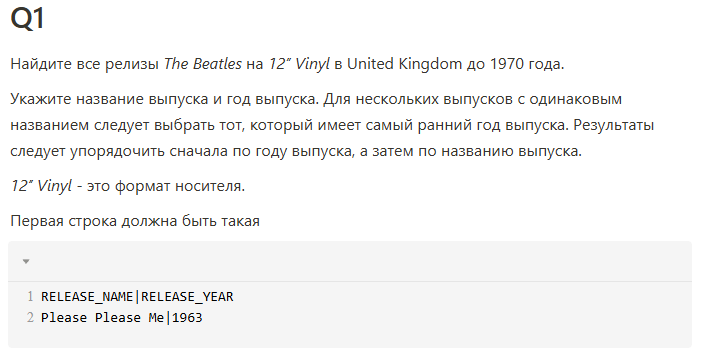 Q1
Найдите все релизы The Beatles на 12″ Vinyl в United Kingdom до 1970 года.
Укажите название выпуска и год выпуска. Для нескольких выпусков с одинаковым
названием следует выбрать тот, который имеет самый ранний год выпуска. Результаты
следует упорядочить сначала по году выпуска, а затем по названию выпуска.
12″ Vinyl - это формат носителя.
Первая строка должна быть такая
1 RELEASE_NAME|RELEASE_YEAR
2 Please Please Me|1963